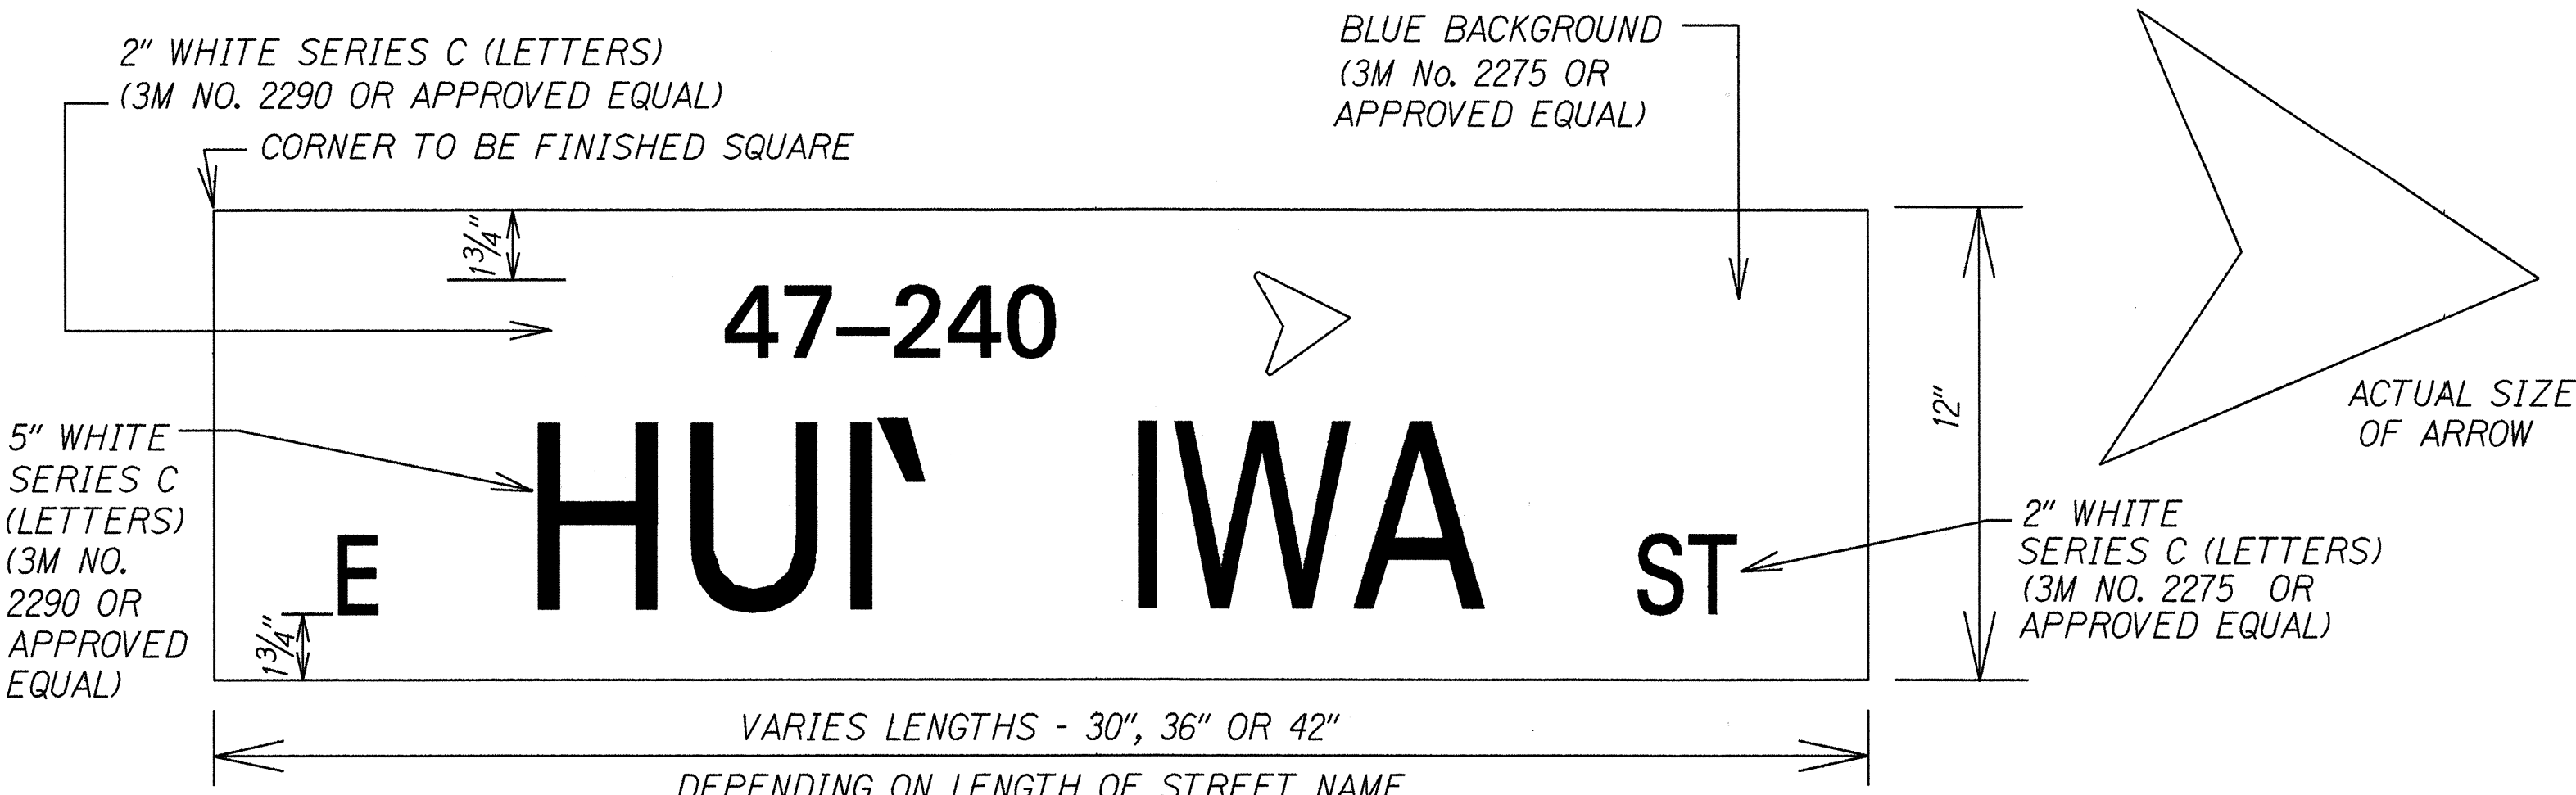 2" WHITE SERIES C (LETTERS)
(3M NO. 2290 OR APPROVED EQUAL)
CORNER TO BE FINISHED SQUARE
BLUE BACKGROUND
(3M No. 2275 OR
APPROVED EQUAL)
1 3/4"
47–240
12"
ACTUAL SIZE
OF ARROW
5" WHITE
SERIES C
(LETTERS)
(3M NO.
2290 OR
APPROVED
EQUAL)
E HUI` IWA ST
1 3/4"
2" WHITE
SERIES C (LETTERS)
(3M NO. 2275 OR
APPROVED EQUAL)
VARIES LENGTHS - 30", 36" OR 42"
DEPENDING ON LENGTH OF STREET NAME